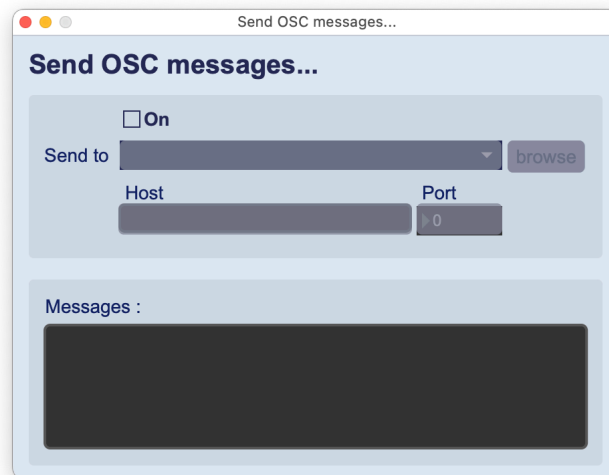 Send OSC messages...
Send OSC messages...
On
Send to browse
Host Port
0
Messages :